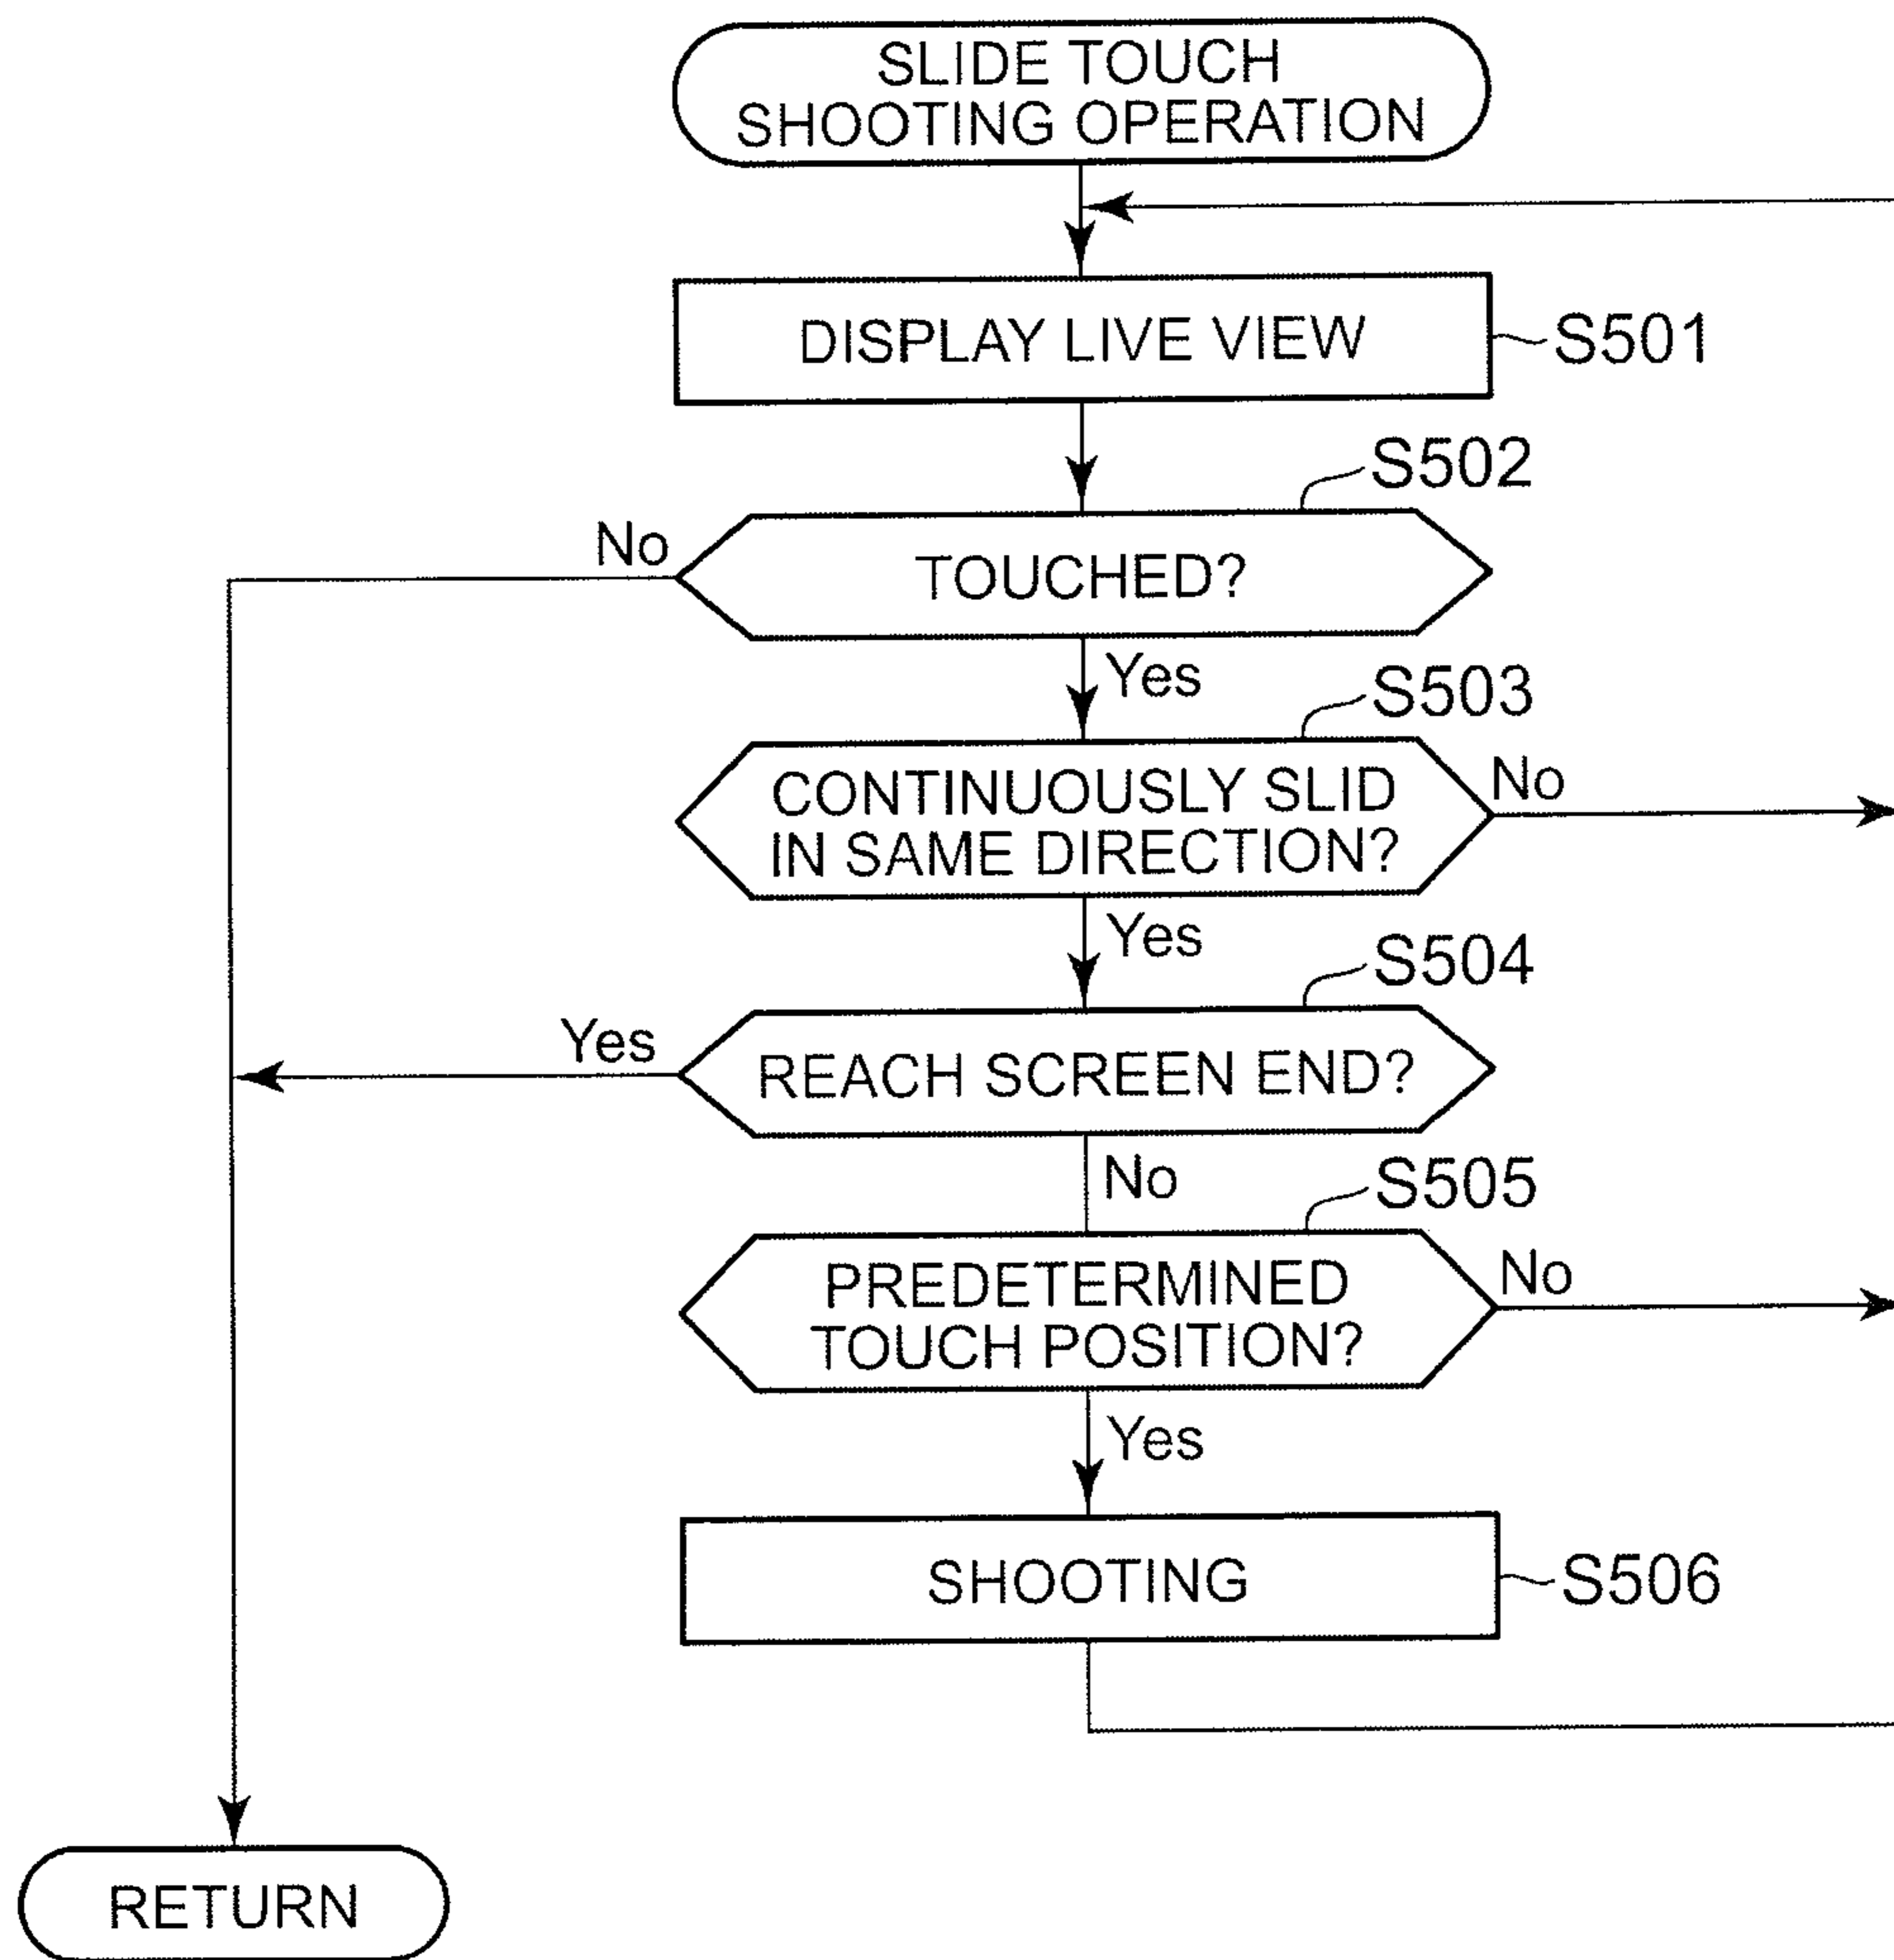 SLIDE TOUCH
SHOOTING OPERATION
DISPLAY LIVE VIEW
S501
S502
No
TOUCHED?
Yes
S503
CONTINUOUSLY SLID
IN SAME DIRECTION?
No
Yes
S504
Yes
REACH SCREEN END?
No
S505
PREDETERMINED
TOUCH POSITION?
No
Yes
SHOOTING
S506
RETURN